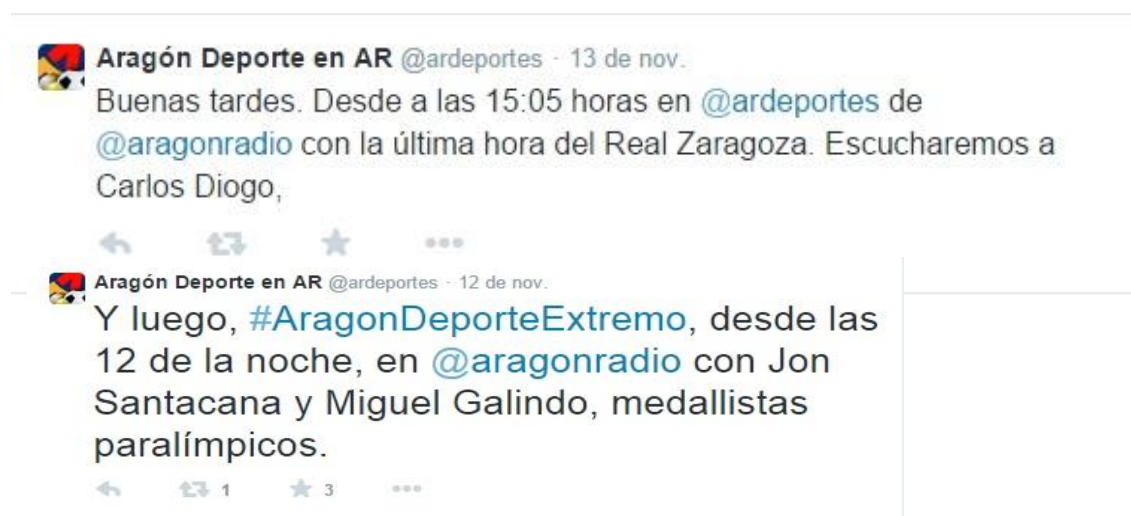 Aragón Deporte en AR @ardeportes · 13 de nov.
Buenas tardes. Desde a las 15:05 horas en @ardeportes de
@aragonradio con la última hora del Real Zaragoza. Escucharemos a
Carlos Diogo,
Aragón Deporte en AR @ardeportes · 12 de nov.
Y luego, #AragonDeporteExtremo, desde las
12 de la noche, en @aragonradio con Jon
Santacana y Miguel Galindo, medallistas
paralímpicos.
1 3